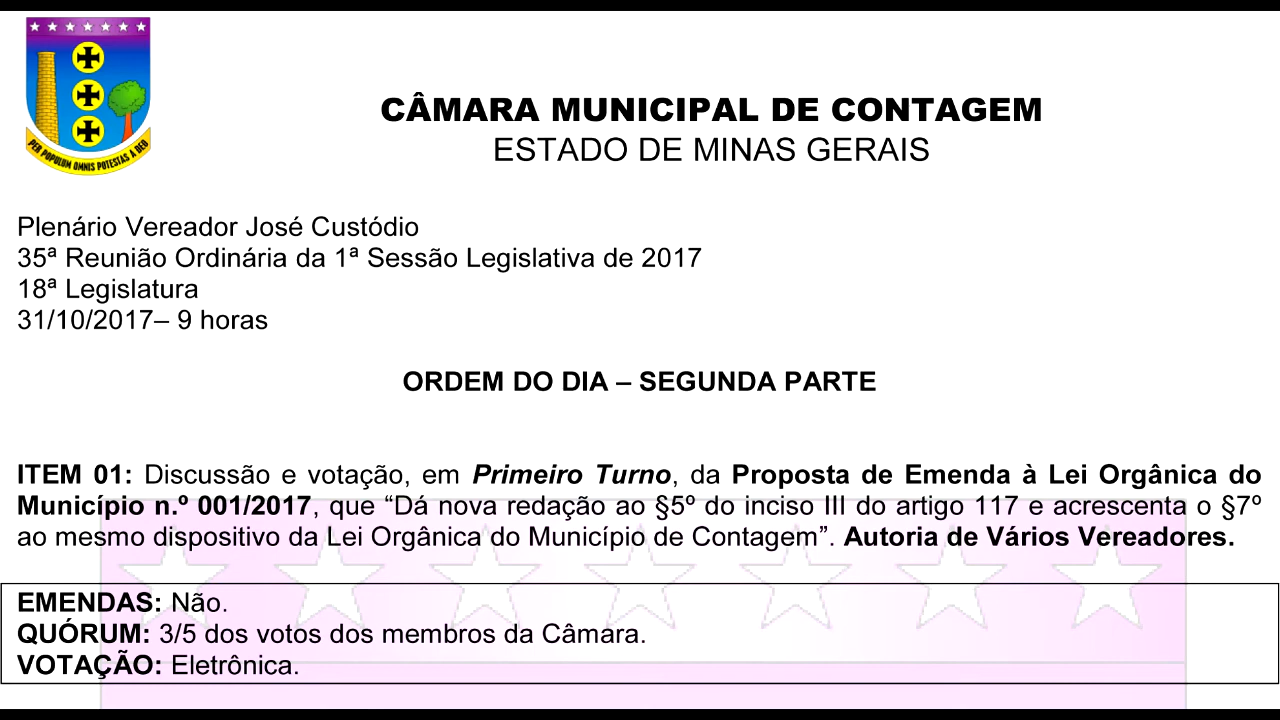 PER POPULUM OMNIS POTESTAS A DEO
CÂMARA MUNICIPAL DE CONTAGEM
ESTADO DE MINAS GERAIS
Plenário Vereador José Custódio
35ª Reunião Ordinária da 1ª Sessão Legislativa de 2017
18ª Legislatura
31/10/2017– 9 horas
ORDEM DO DIA – SEGUNDA PARTE
ITEM 01: Discussão e votação, em Primeiro Turno, da Proposta de Emenda à Lei Orgânica do
Município n.º 001/2017, que “Dá nova redação ao §5º do inciso III do artigo 117 e acrescenta o §7º
ao mesmo dispositivo da Lei Orgânica do Município de Contagem”. Autoria de Vários Vereadores.
EMENDAS: Não.
QUÓRUM: 3/5 dos votos dos membros da Câmara.
VOTAÇÃO: Eletrônica.